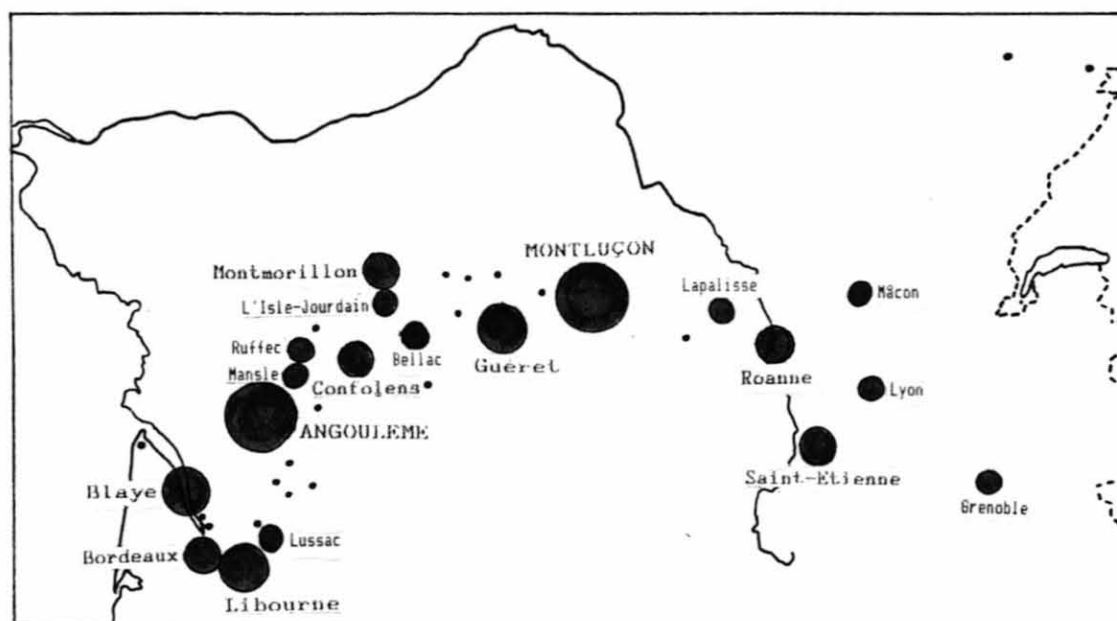 MONTLUÇON
Montmorillon
Lapalisse
Mâcon
L'Isle-Jourdain
Ruffec
Bellac
Guéret
Mansle
Confolens
Roanne
Lyon
ANGOULEME
Saint-Etienne
Grenoble
Blaye
Lussac
Bordeaux
Libourne